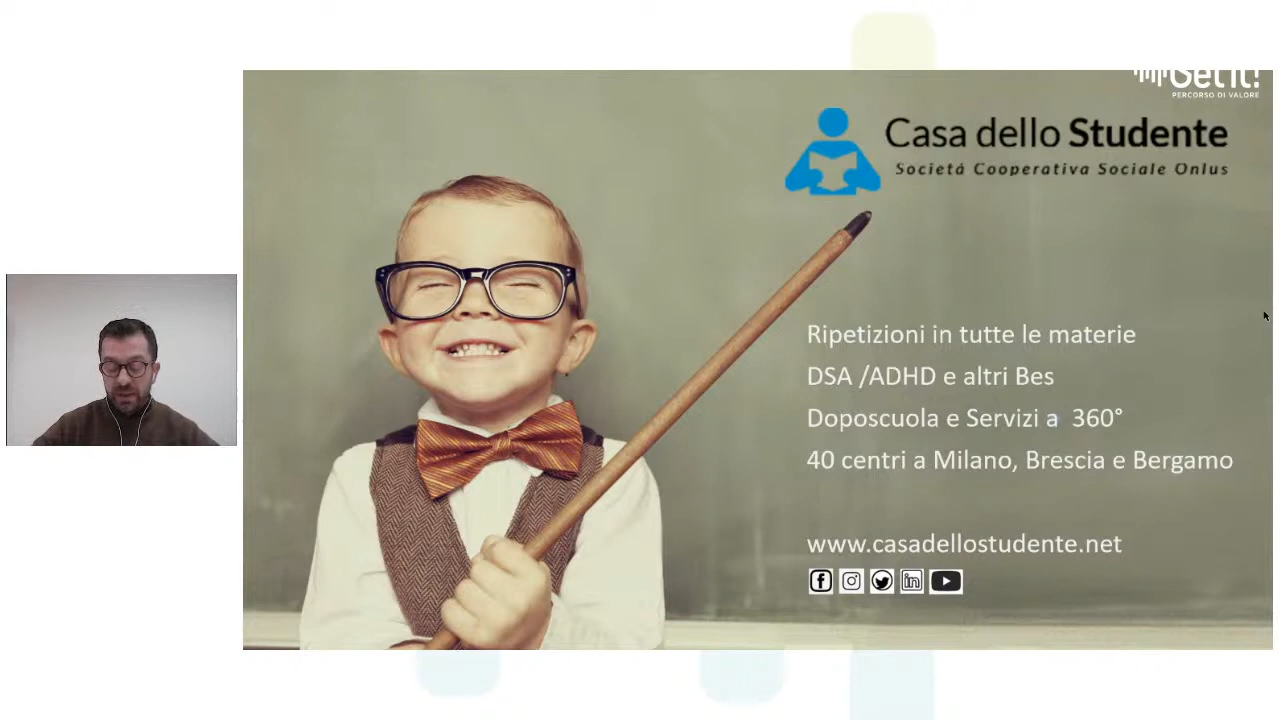 Get it!
PERCORSO DI VALORE
Casa dello Studente
Societá Cooperativa Sociale Onlus
Ripetizioni in tutte le materie
DSA /ADHD e altri Bes
Doposcuola e Servizi a 360°
40 centri a Milano, Brescia e Bergamo
www.casadellostudente.net